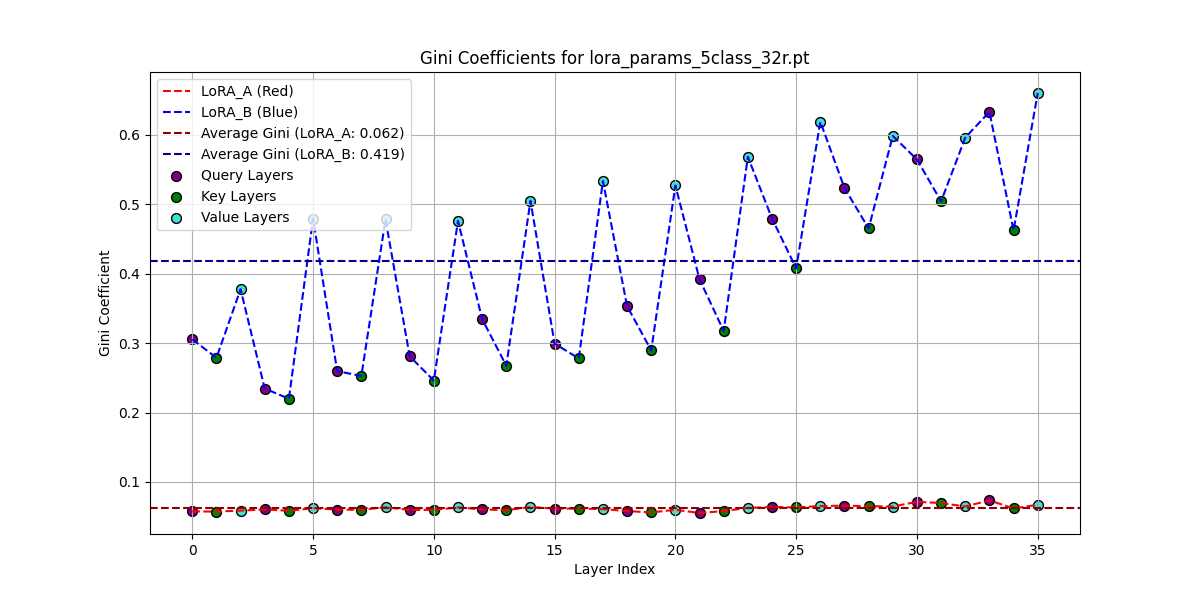 Gini Coefficients for lora_params_5class_32r.pt
LoRA_A (Red)
LoRA_B (Blue)
Average Gini (LoRA_A: 0.062)
Average Gini (LoRA_B: 0.419)
Query Layers
Key Layers
Value Layers
Gini Coefficient
0.6
0.5
0.4
0.3
0.2
0.1
0 5 10 15 20 25 30 35
Layer Index